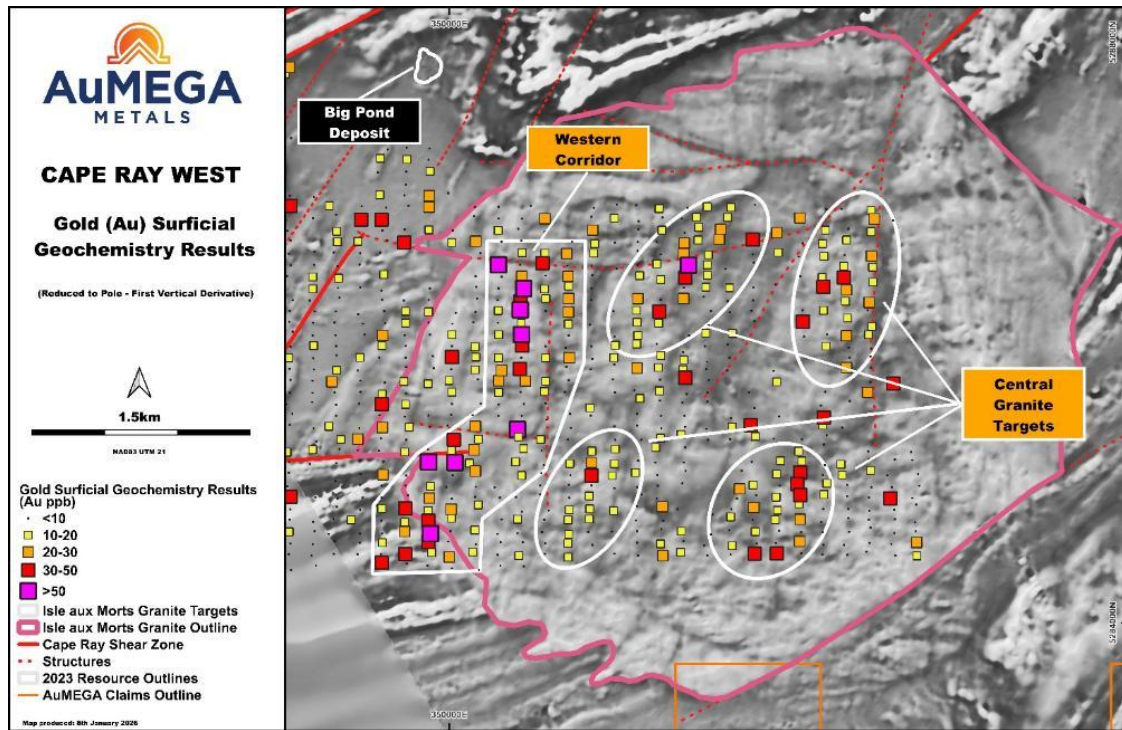 AuMEGA
METALS
CAPE RAY WEST
Gold (Au) Surficial
Geochemistry Results
(Reduced to Pole - First Vertical Derivative)
1.5km
NAD83 UTM 21
Gold Surficial Geochemistry Results
(Au ppb)
<10
10-20
20-30
30-50
>50
Isle aux Morts Granite Targets
Isle aux Morts Granite Outline
Cape Ray Shear Zone
Structures
2023 Resource Outlines
AuMEGA Claims Outline
Map produced: 8th January 2026
350000E
5288000N
Big Pond
Deposit
Western
Corridor
Central
Granite
Targets
5284000N
350000E